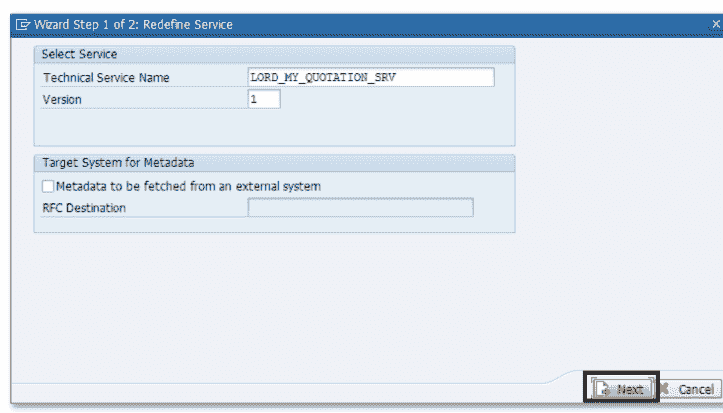 Wizard Step 1 of 2: Redefine Service
Select Service
Technical Service Name LORD_MY_QUOTATION_SRV
Version 1
Target System for Metadata
Metadata to be fetched from an external system
RFC Destination
Next Cancel